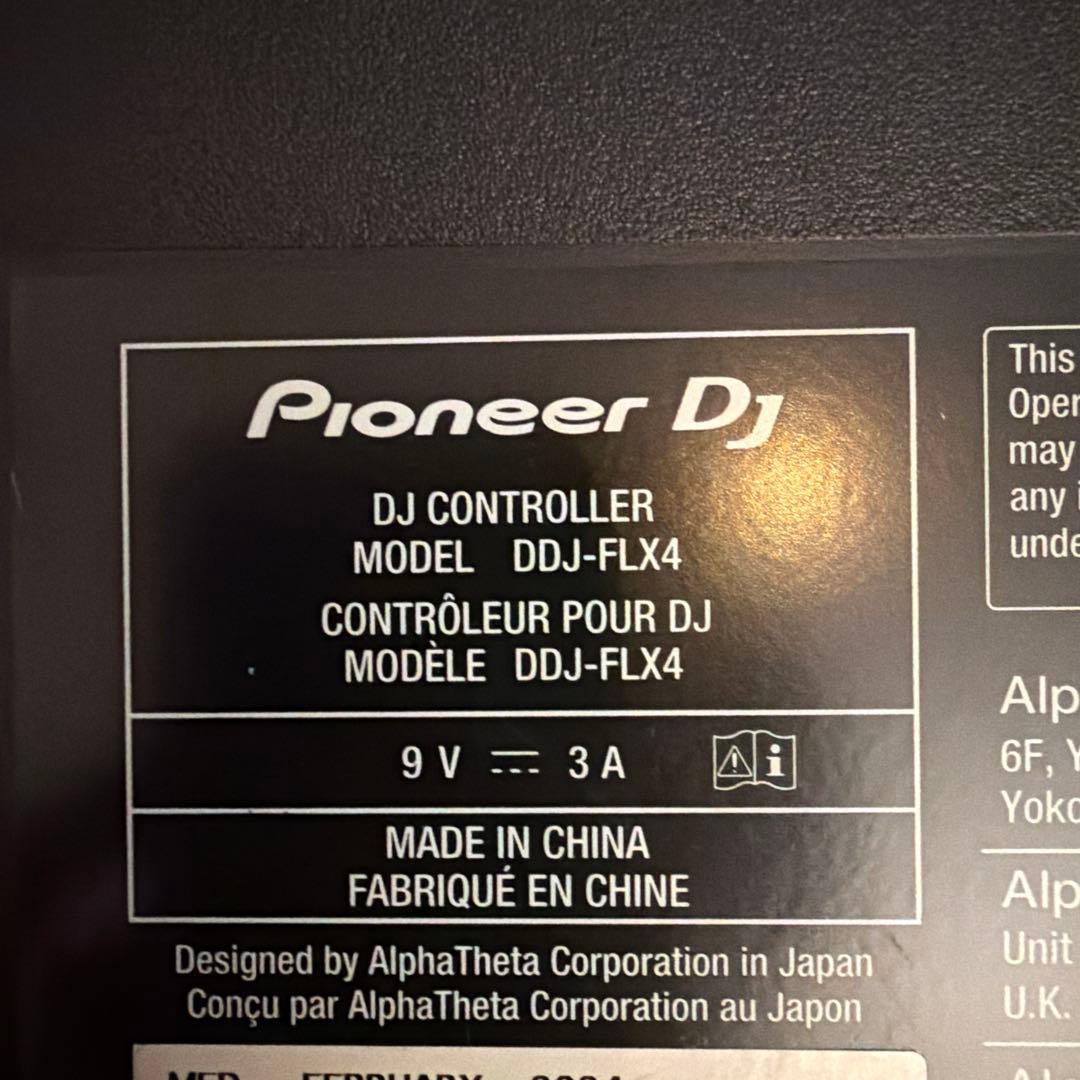 Pioneer DJ
DJ CONTROLLER
MODEL DDJ-FLX4
CONTRÔLEUR POUR DJ
MODÈLE DDJ-FLX4
9 V ⎓ 3 A
MADE IN CHINA
FABRIQUÉ EN CHINE
Designed by AlphaTheta Corporation in Japan
Conçu par AlphaTheta Corporation au Japon
This
may
any
6F,
Unit
U.K.